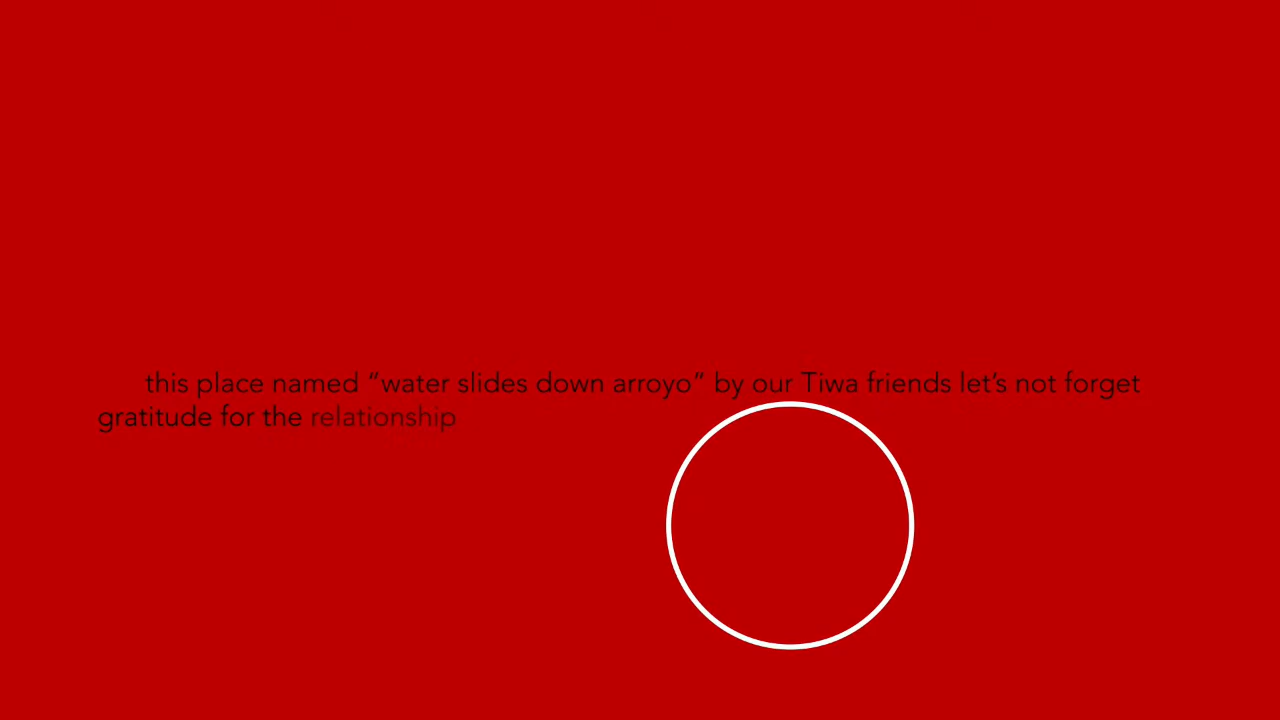 this place named “water slides down arroyo” by our Tiwa friends let’s not forget
gratitude for the relationship